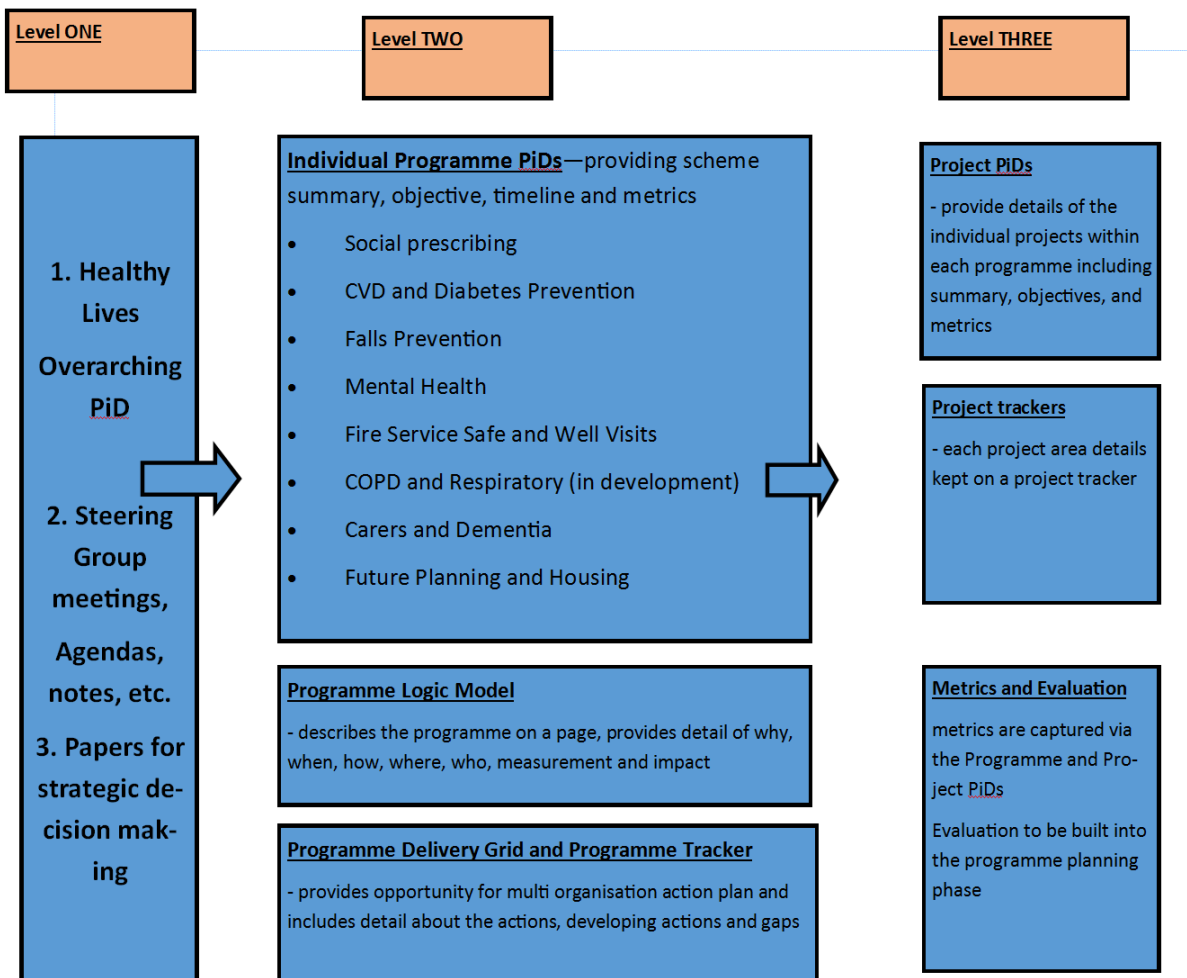 Level ONE
Level TWO
Level THREE
1. Healthy
Lives
Overarching
PiD
2. Steering
Group
meetings,
Agendas,
notes, etc.
3. Papers for
strategic de-
cision mak-
ing
Individual Programme PiDs—providing scheme
summary, objective, timeline and metrics
• Social prescribing
• CVD and Diabetes Prevention
• Falls Prevention
• Mental Health
• Fire Service Safe and Well Visits
• COPD and Respiratory (in development)
• Carers and Dementia
• Future Planning and Housing
Programme Logic Model
- describes the programme on a page, provides detail of why,
when, how, where, who, measurement and impact
Programme Delivery Grid and Programme Tracker
- provides opportunity for multi organisation action plan and
includes detail about the actions, developing actions and gaps
Project PiDs
- provide details of the
individual projects within
each programme including
summary, objectives, and
metrics
Project trackers
- each project area details
kept on a project tracker
Metrics and Evaluation
metrics are captured via
the Programme and Pro-
ject PiDs
Evaluation to be built into
the programme planning
phase